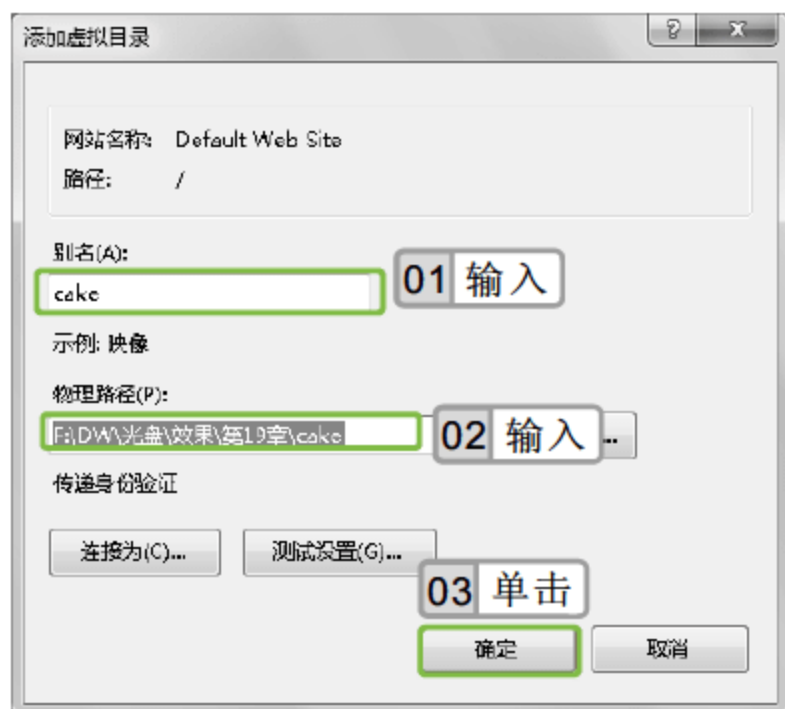 添加虚拟目录
网站名称: Default Web Site
路径: /
别名(A):
cake
01 输入
示例: 映像
物理路径(P):
F:\DW\光盘\效果\第19章\cake
02 输入
...
传递身份验证
连接为(C)... 测试设置(G)...
03 单击
确定 取消